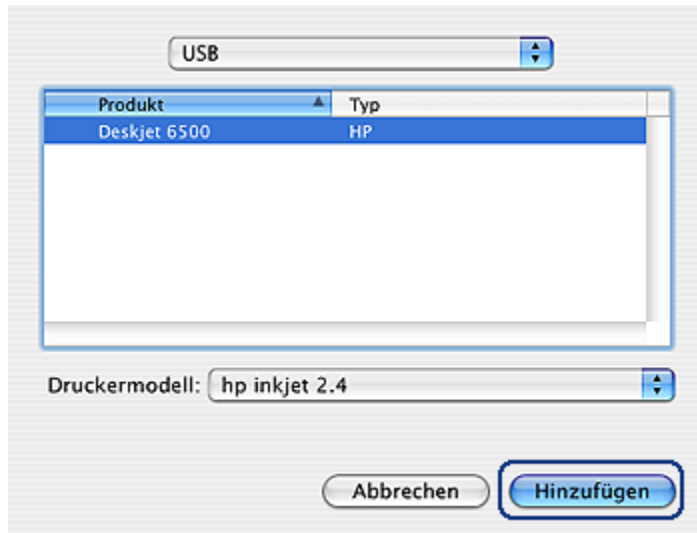 USB
Produkt Typ
Deskjet 6500 HP
Druckermodell: hp inkjet 2.4
Abbrechen Hinzufügen